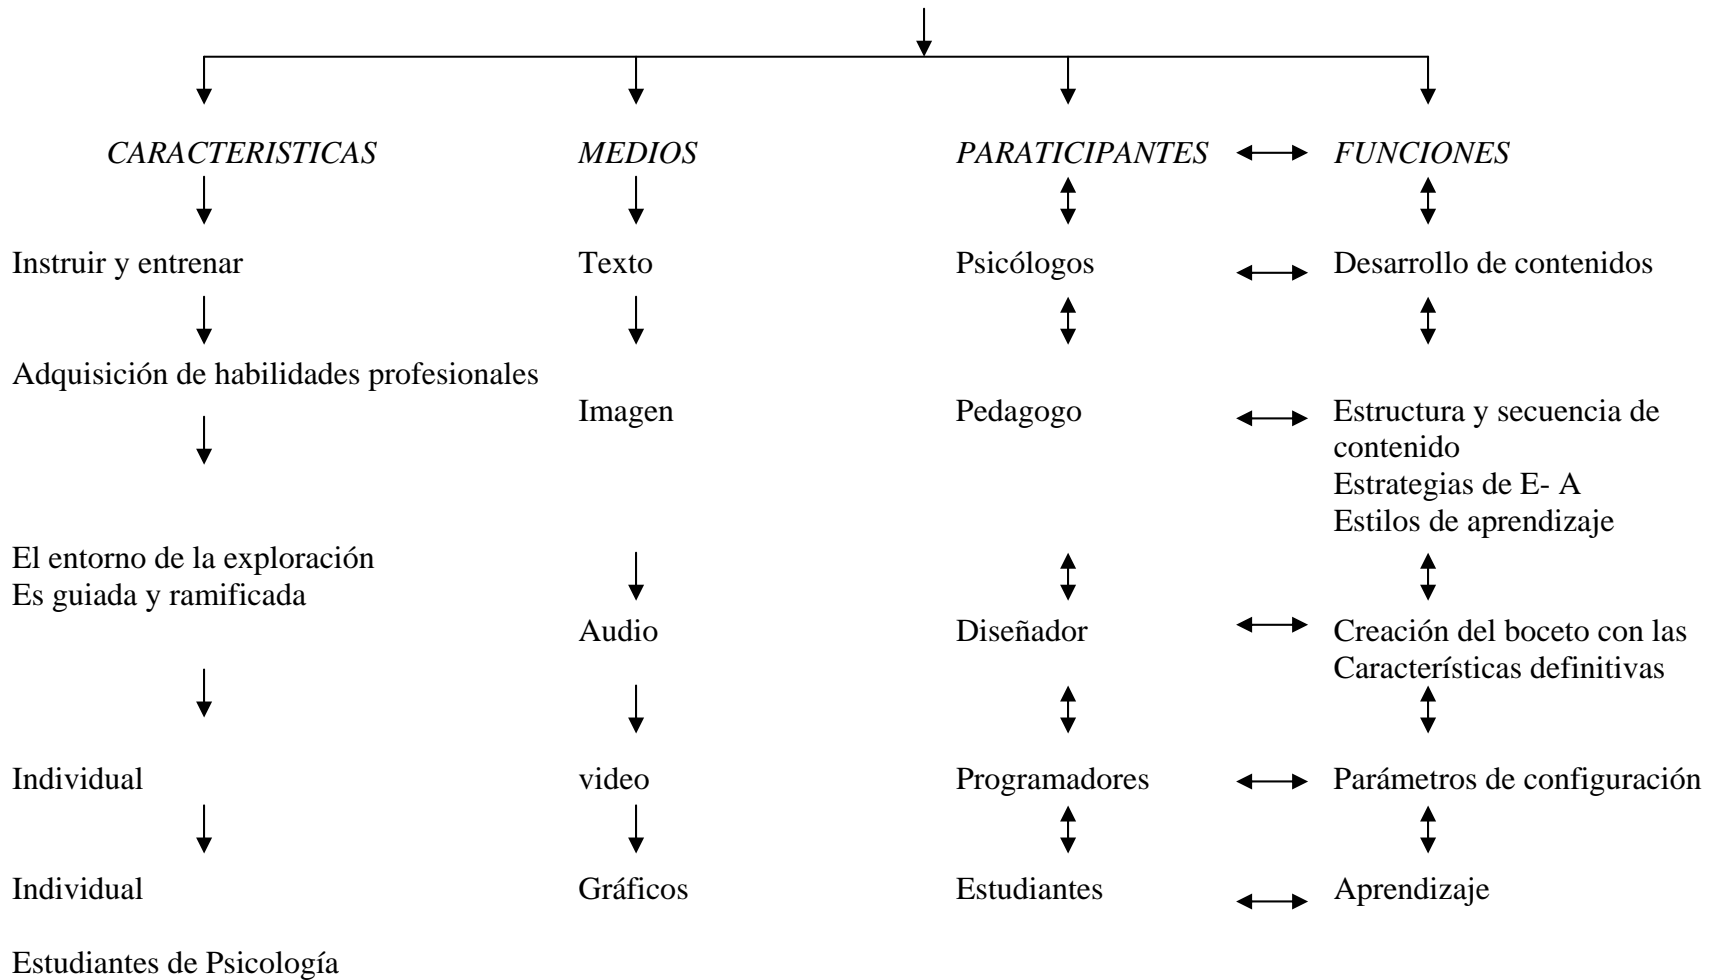 CARACTERISTICAS
MEDIOS
PARATICIPANTES
FUNCIONES
Instruir y entrenar
Texto
Psicólogos
Desarrollo de contenidos
Adquisición de habilidades profesionales
Imagen
Pedagogo
Estructura y secuencia de
contenido
Estrategias de E- A
Estilos de aprendizaje
El entorno de la exploración
Es guiada y ramificada
Audio
Diseñador
Creación del boceto con las
Características definitivas
Individual
video
Programadores
Parámetros de configuración
Individual
Gráficos
Estudiantes
Aprendizaje
Estudiantes de Psicología